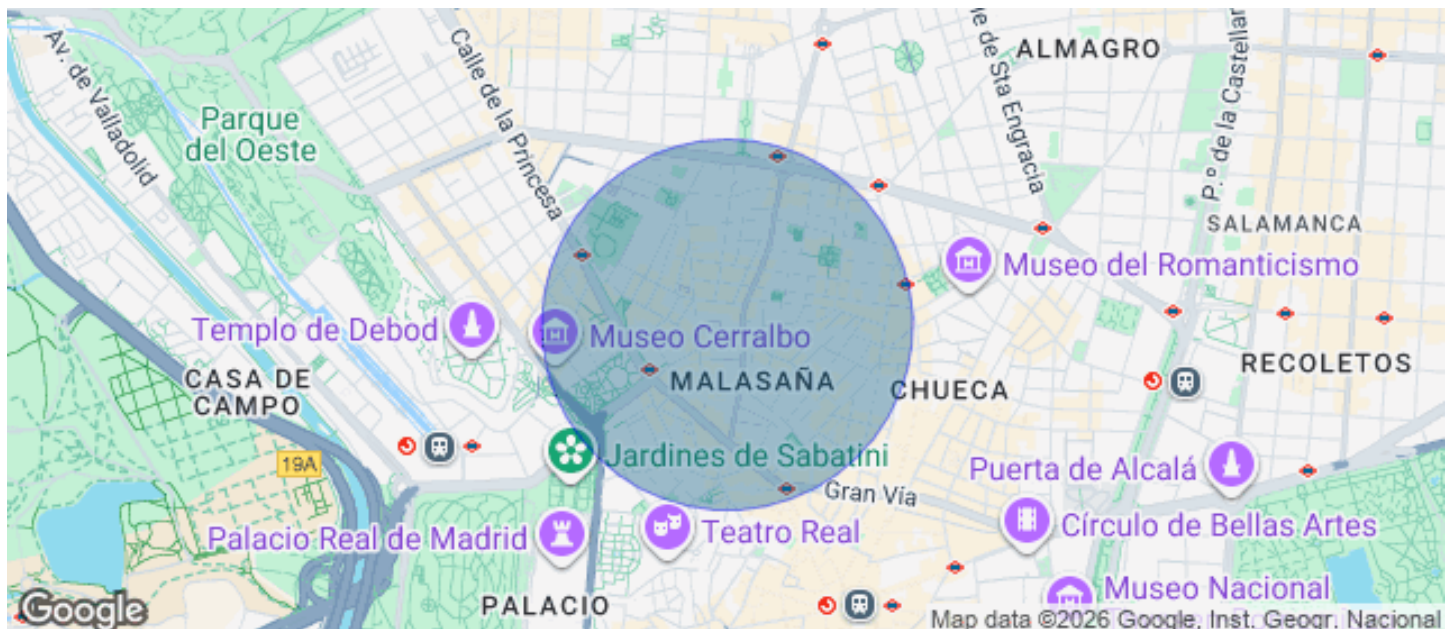 Av. de Valladolid
Calle de la Princesa
e de Sta Engracia
ALMAGRO
P.º de la Castellan
Parque
del Oeste
SALAMANCA
Museo del Romanticismo
Templo de Debod
Museo Cerralbo
RECOLETOS
CASA DE
CAMPO
MALASAÑA
CHUECA
19A
Jardines de Sabatini
Puerta de Alcalá
Gran Vía
Palacio Real de Madrid
Teatro Real
Círculo de Bellas Artes
Museo Nacional
PALACIO
Google
Map data ©2026 Google, Inst. Geogr. Nacional